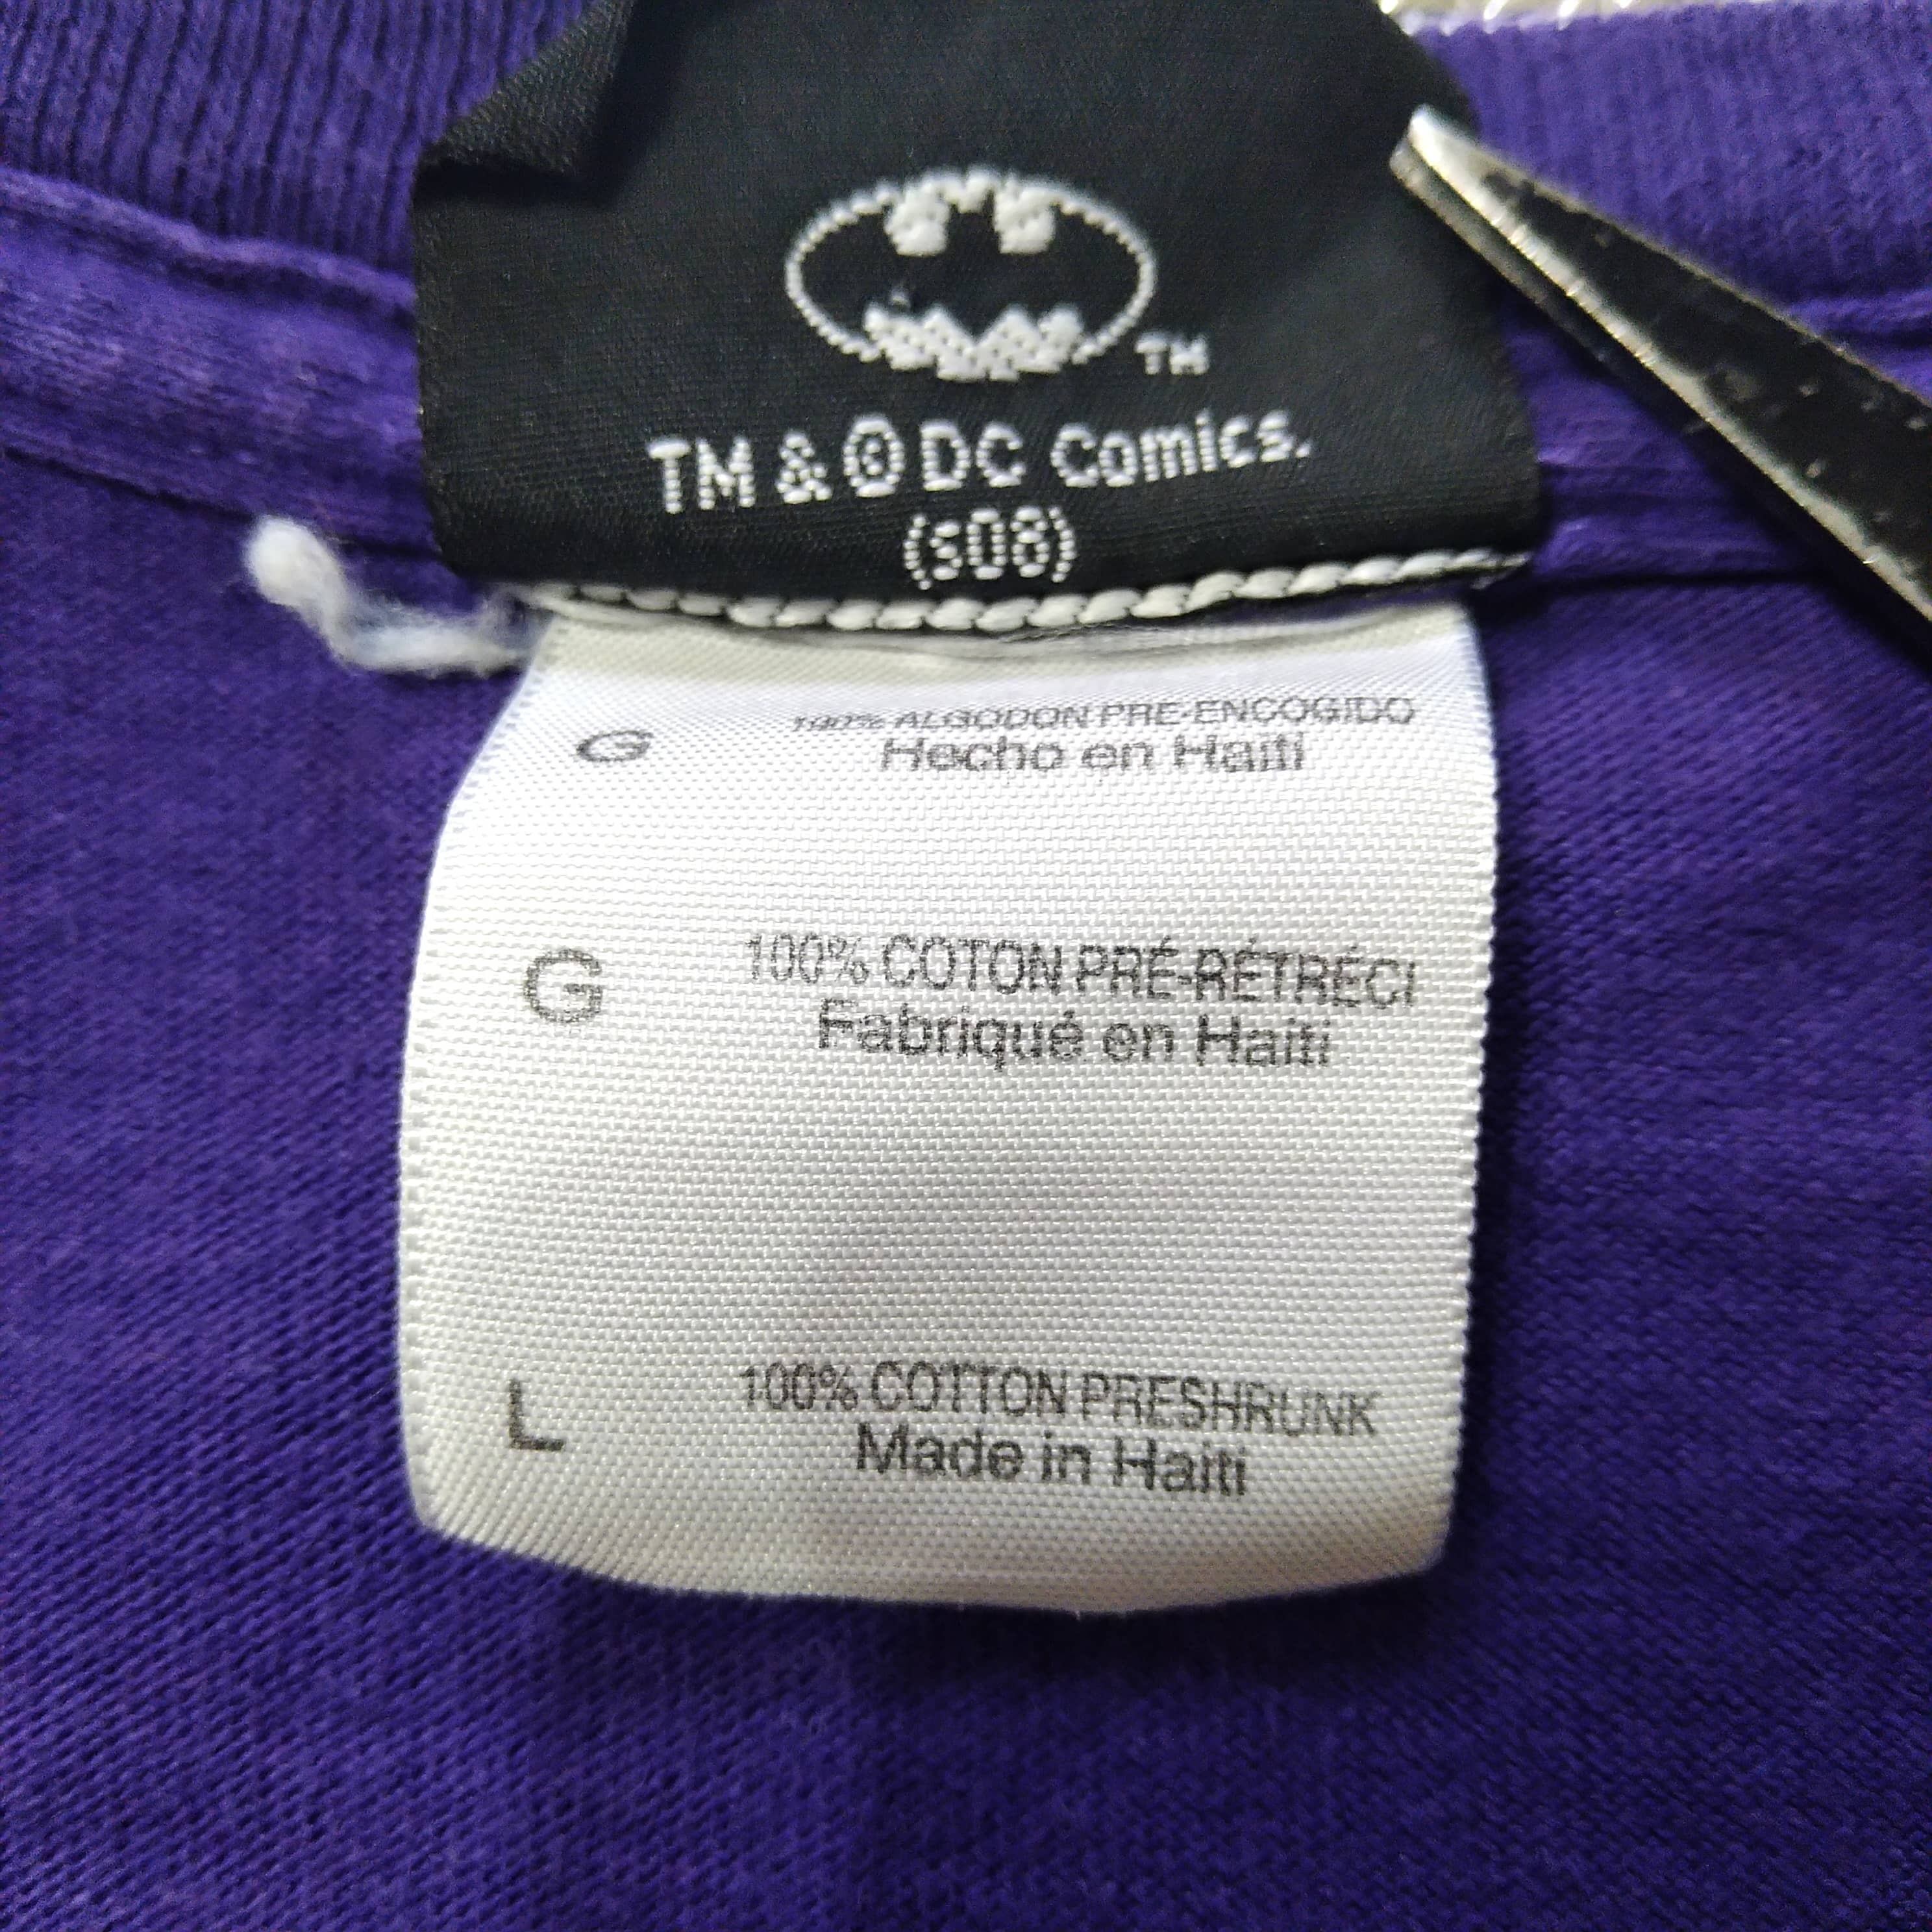 TM
TM & ® DC Comics.
(s08)
G 100% ALGODON PRE-ENCOGIDO
Hecho en Haiti
G 100% COTON PRÉ-RÉTRÉCI
Fabriqué en Haiti
L 100% COTTON PRESHRUNK
Made in Haiti